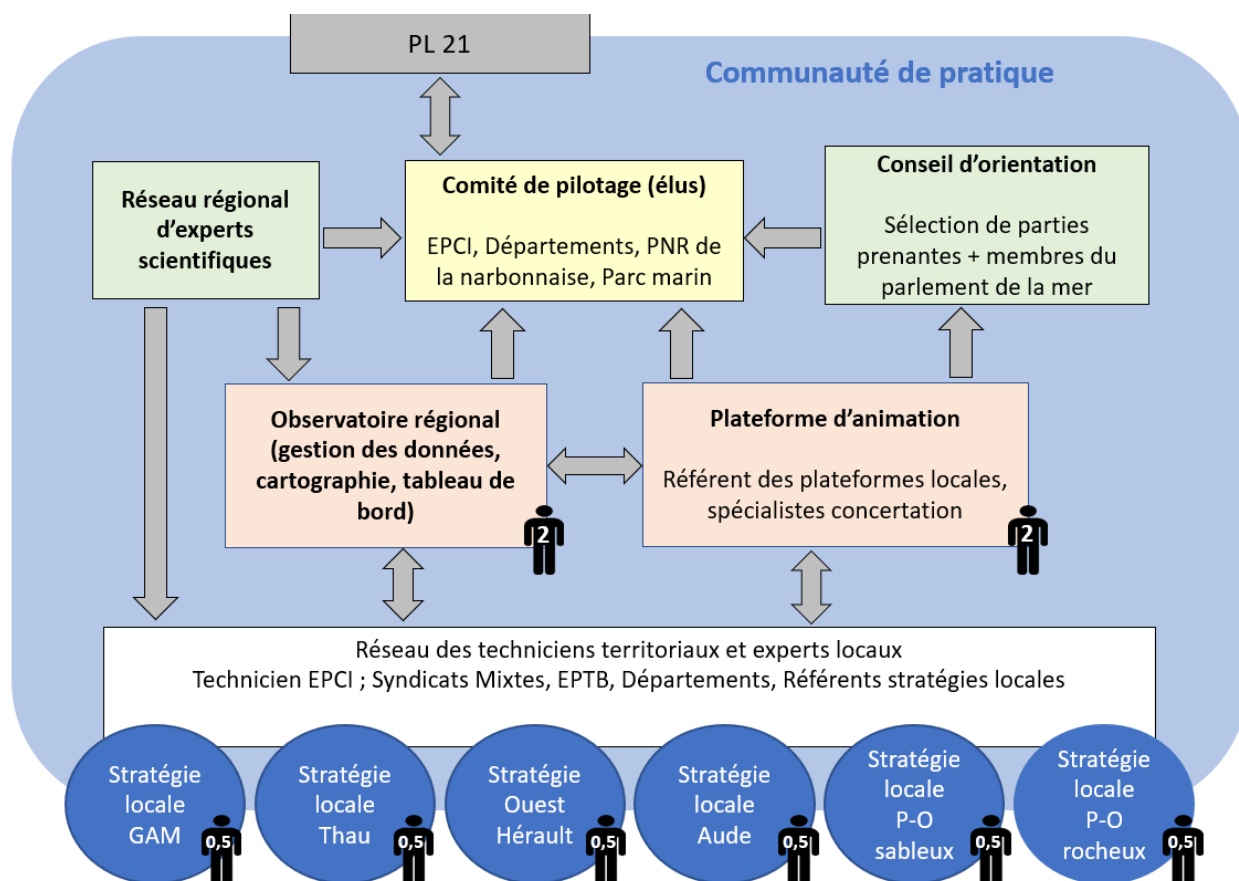 PL 21
Communauté de pratique
Réseau régional
d'experts
scientifiques
Comité de pilotage (élus)
EPCI, Départements, PNR de
la narbonnaise, Parc marin
Conseil d'orientation
Sélection de parties
prenantes + membres du
parlement de la mer
Observatoire régional
(gestion des données,
cartographie, tableau de
bord)
2
Plateforme d'animation
Référent des plateformes locales,
spécialistes concertation
2
Réseau des techniciens territoriaux et experts locaux
Technicien EPCI ; Syndicats Mixtes, EPTB, Départements, Référents stratégies locales
Stratégie
locale
GAM
0,5
Stratégie
locale
Thau
0,5
Stratégie
Ouest
Hérault
0,5
Stratégie
locale
Aude
0,5
Stratégie
locale
P-O
sableux
0,5
Stratégie
locale
P-O
rocheux
0,5